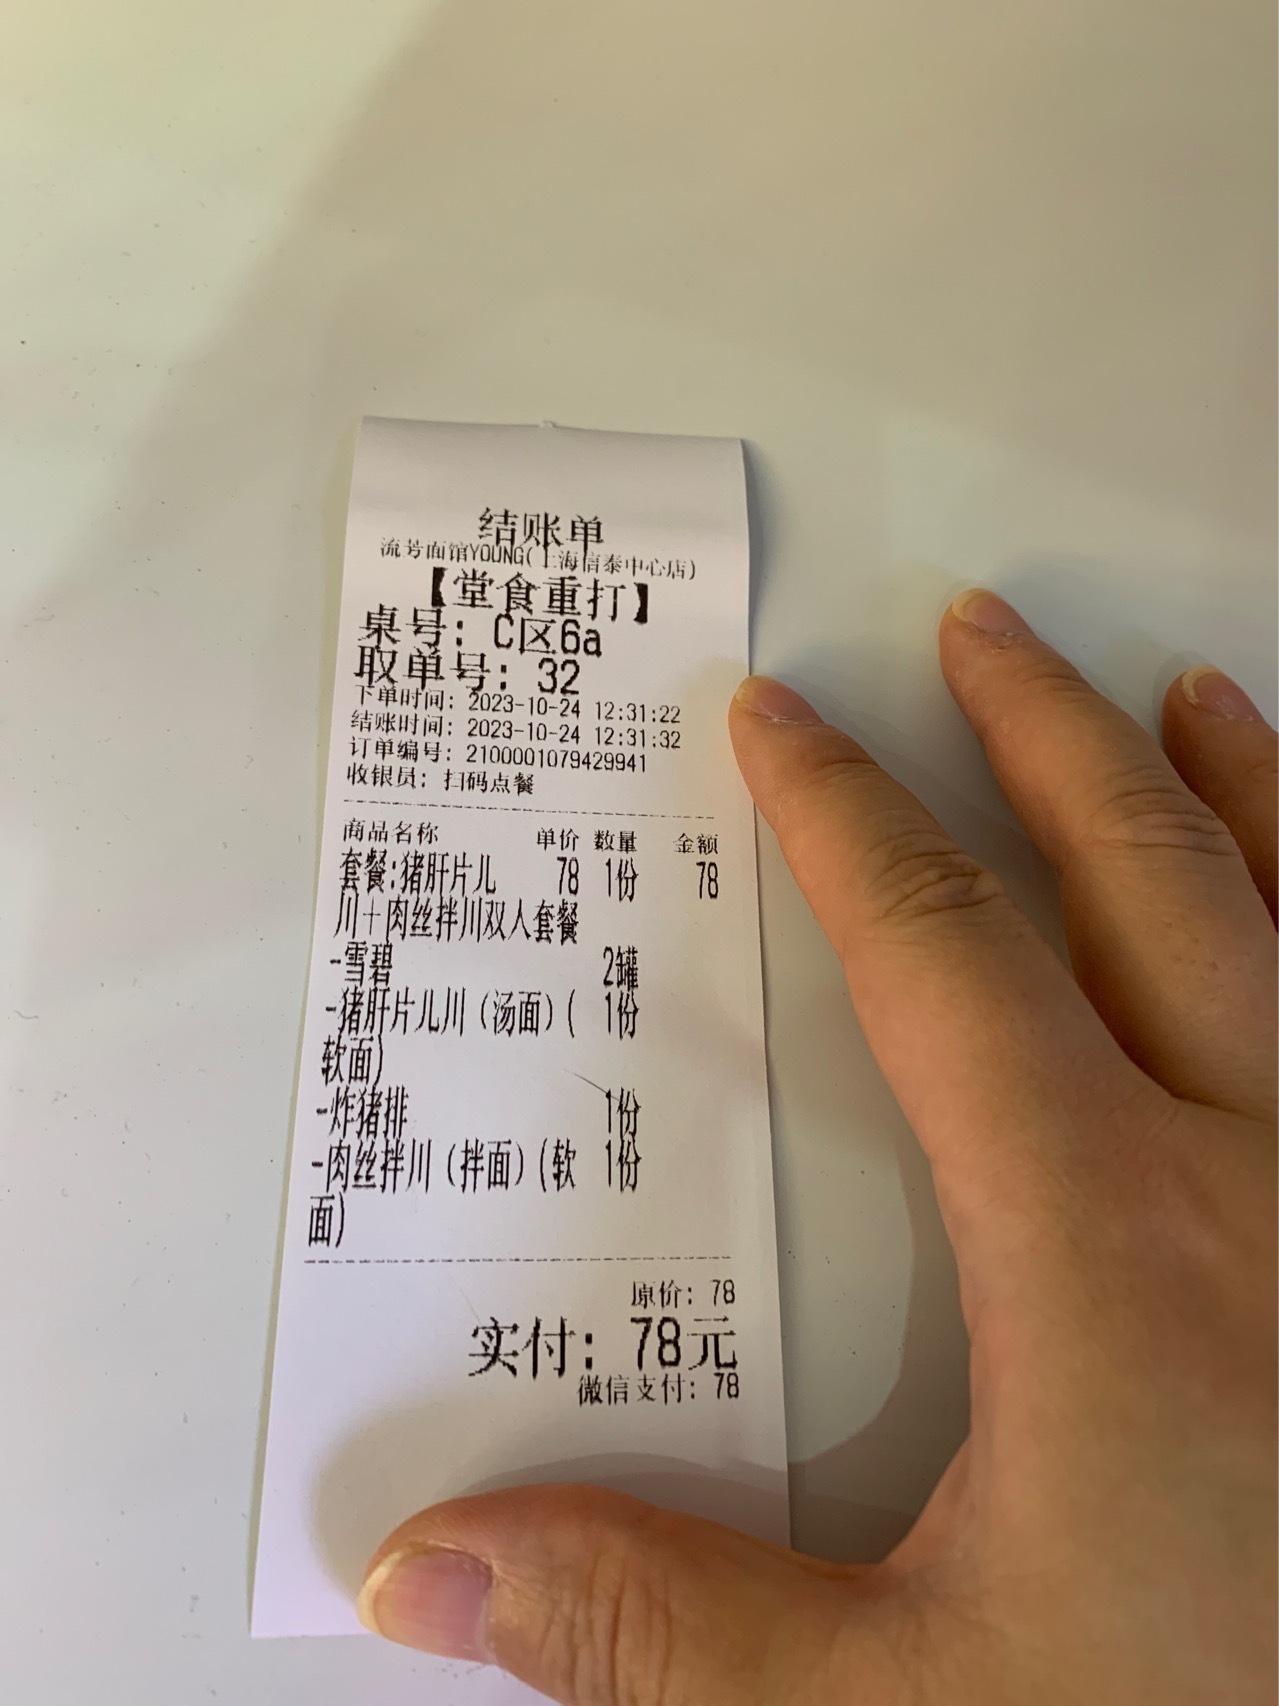 结账单
流芳面馆YOUNG(上海信泰中心店)
【堂食重打】
桌号: C区6a
取单号: 32
下单时间: 2023-10-24 12:31:22
结账时间: 2023-10-24 12:31:32
订单编号: 2100001079429941
收银员: 扫码点餐
商品名称 单价 数量 金额
套餐:猪肝片儿 78 1份 78
川+肉丝拌川双人套餐
-雪碧 2罐
-猪肝片儿川（汤面）( 1份
软面)
-炸猪排 1份
-肉丝拌川（拌面）(软 1份
面)
原价: 78
实付: 78元
微信支付: 78